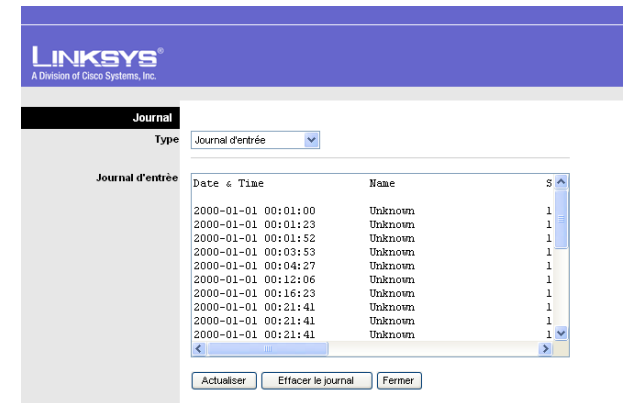 LINKSYS®
A Division of Cisco Systems, Inc.
Journal
Type
Journal d'entrée
Journal d'entrèe
Date & Time Name S
2000-01-01 00:01:00 Unknown 1
2000-01-01 00:01:23 Unknown 1
2000-01-01 00:01:52 Unknown 1
2000-01-01 00:03:53 Unknown 1
2000-01-01 00:04:27 Unknown 1
2000-01-01 00:12:06 Unknown 1
2000-01-01 00:16:23 Unknown 1
2000-01-01 00:21:41 Unknown 1
2000-01-01 00:21:41 Unknown 1
2000-01-01 00:21:41 Unknown 1
Actualiser Effacer le journal Fermer